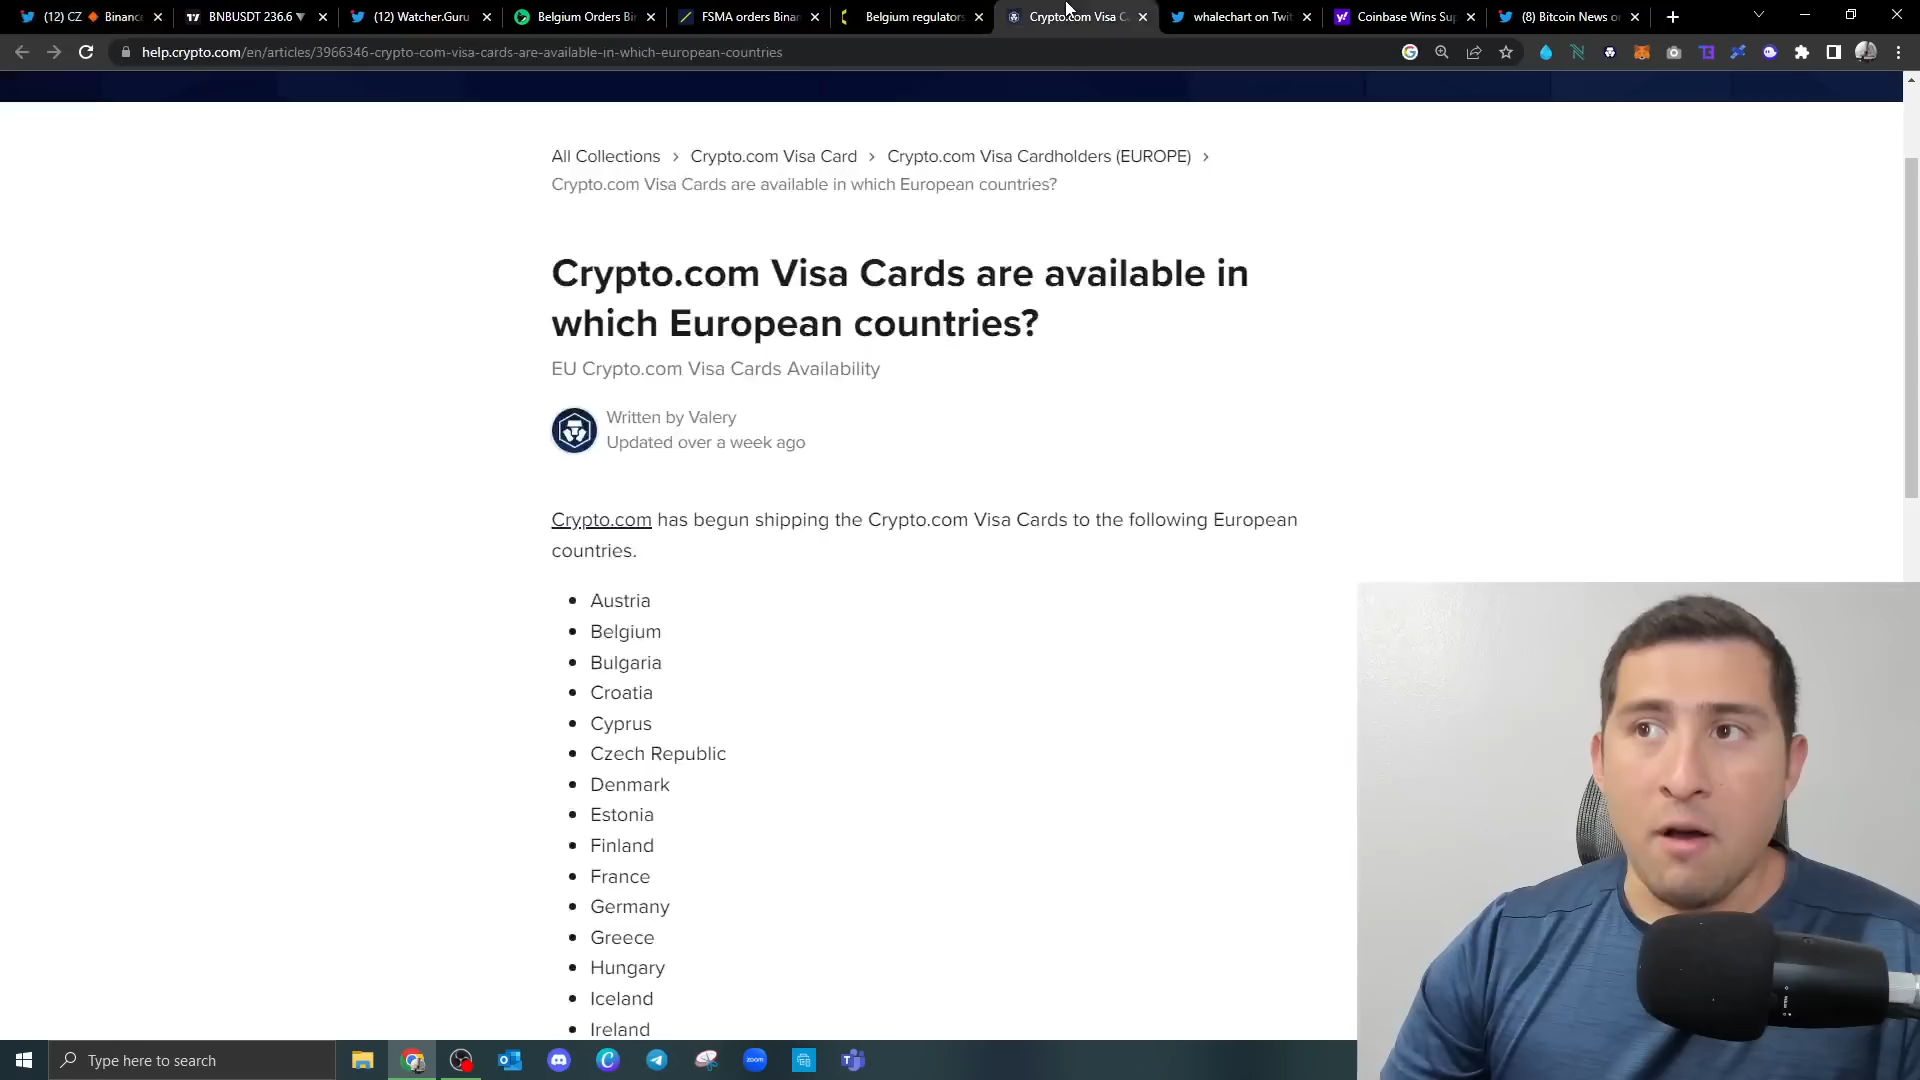 (12) CZ 🔶 Binanc
BNBUSDT 236.6 ▼
(12) Watcher.Guru
Belgium Orders Bi
FSMA orders Bina
Belgium regulators
Crypto.com Visa C
whalechart on Twit
Coinbase Wins Sup
(8) Bitcoin News o
help.crypto.com/en/articles/3966346-crypto-com-visa-cards-are-available-in-which-european-countries
All Collections > Crypto.com Visa Card > Crypto.com Visa Cardholders (EUROPE) >
Crypto.com Visa Cards are available in which European countries?
Crypto.com Visa Cards are available in
which European countries?
EU Crypto.com Visa Cards Availability
Written by Valery
Updated over a week ago
Crypto.com has begun shipping the Crypto.com Visa Cards to the following European
countries.
• Austria
• Belgium
• Bulgaria
• Croatia
• Cyprus
• Czech Republic
• Denmark
• Estonia
• Finland
• France
• Germany
• Greece
• Hungary
• Iceland
• Ireland
Type here to search
zoom